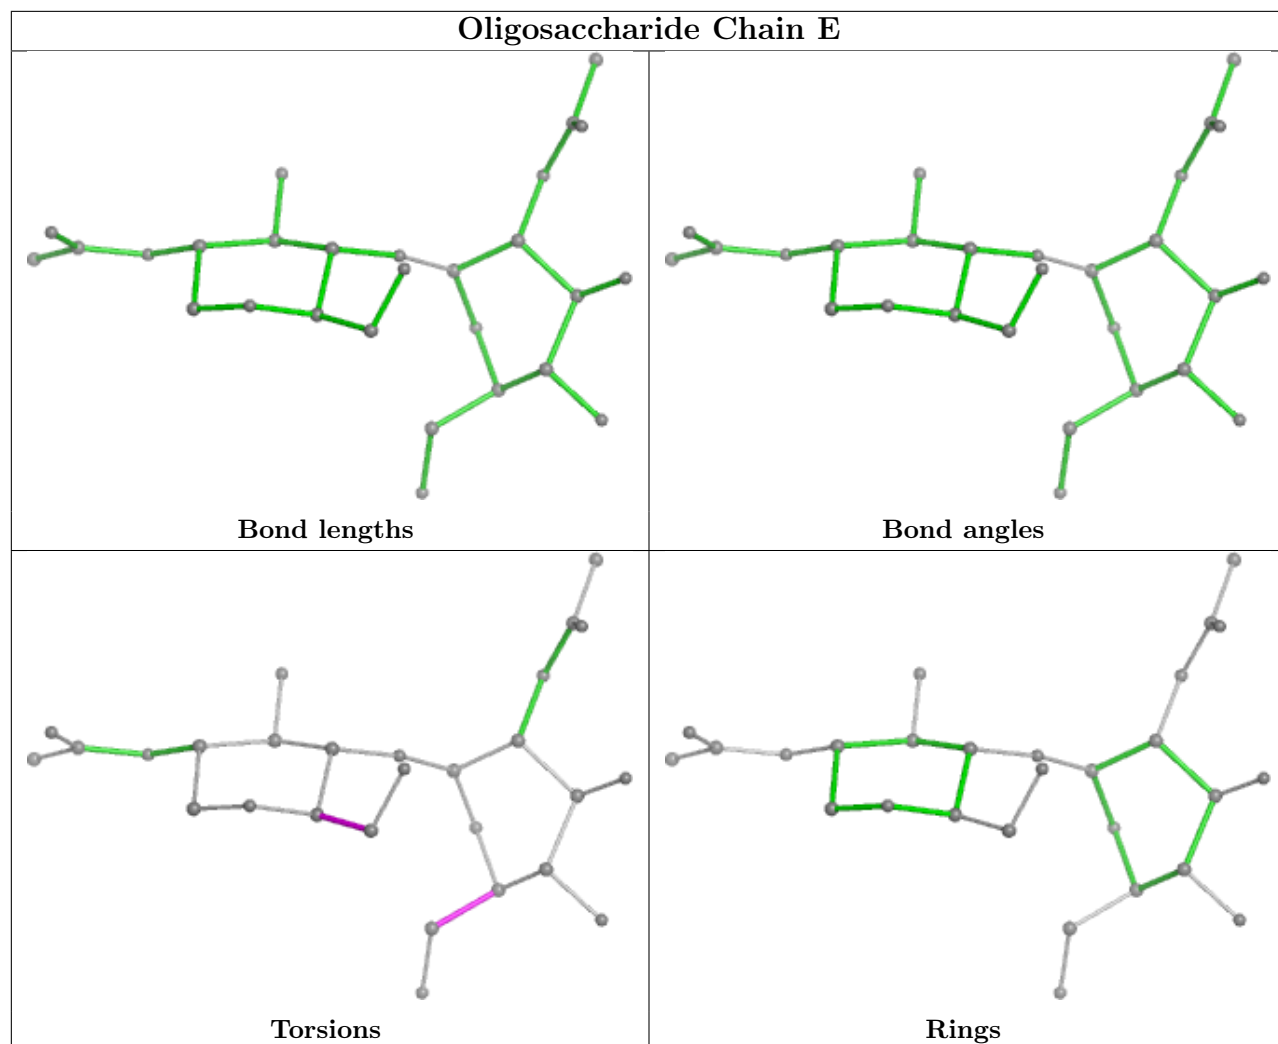 Oligosaccharide Chain E
Bond lengths
Bond angles
Torsions
Rings